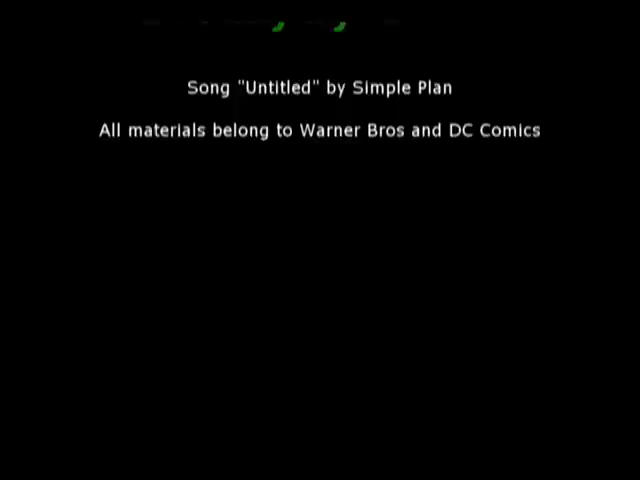 Song "Untitled" by Simple Plan
All materials belong to Warner Bros and DC Comics